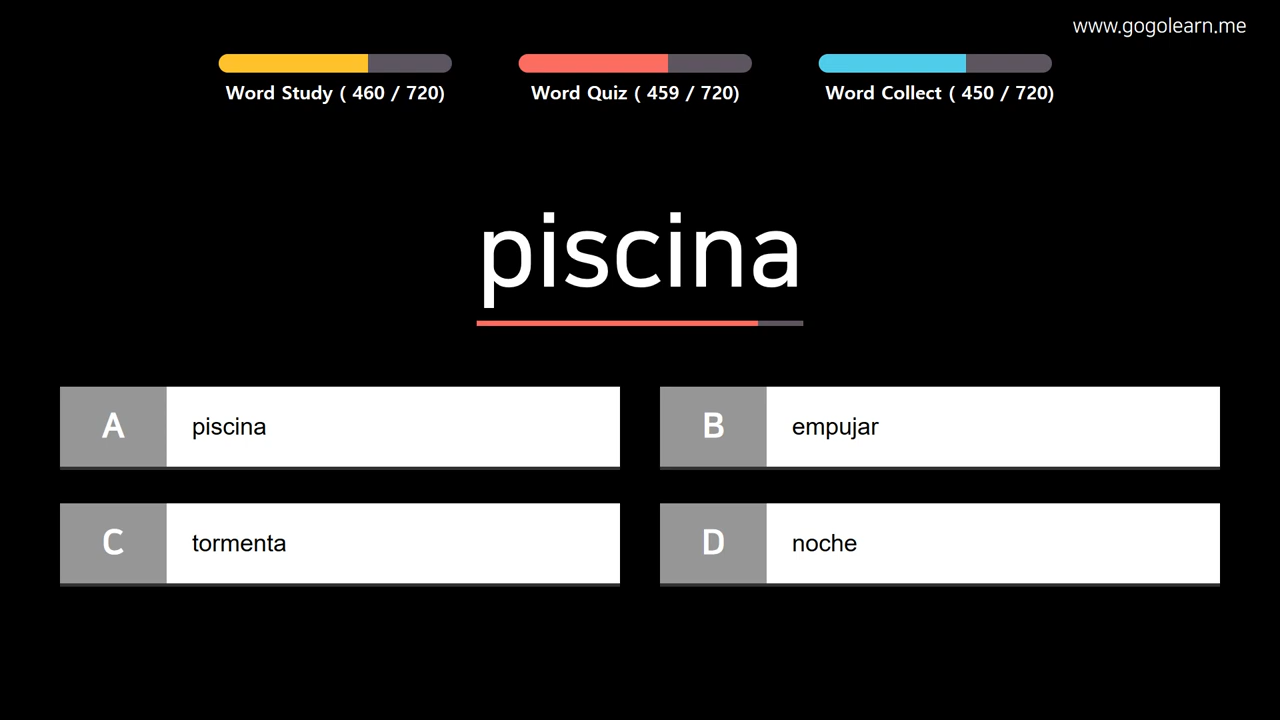 www.gogolearn.me
Word Study ( 460 / 720)
Word Quiz ( 459 / 720)
Word Collect ( 450 / 720)
piscina
A piscina
B empujar
C tormenta
D noche